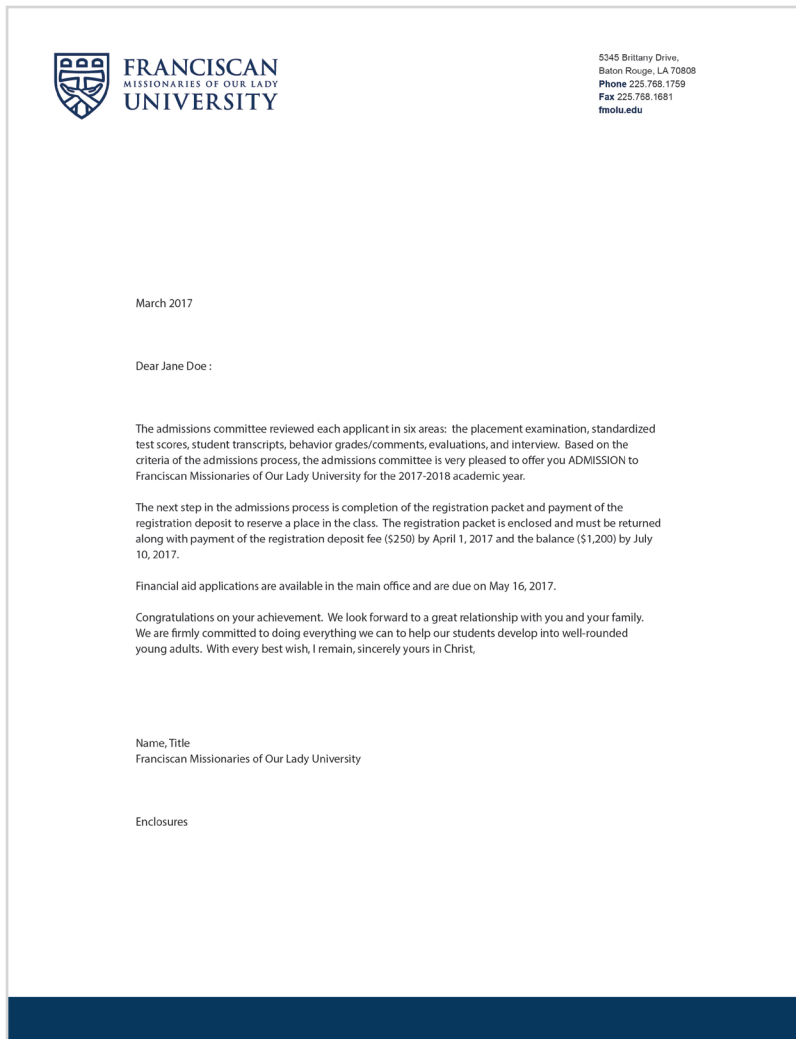 FRANCISCAN
MISSIONARIES OF OUR LADY
UNIVERSITY
5345 Brittany Drive,
Baton Rouge, LA 70808
Phone 225.768.1759
Fax 225.768.1681
fmolu.edu
March 2017
Dear Jane Doe :
The admissions committee reviewed each applicant in six areas:  the placement examination, standardized
test scores, student transcripts, behavior grades/comments, evaluations, and interview.  Based on the
criteria of the admissions process, the admissions committee is very pleased to offer you ADMISSION to
Franciscan Missionaries of Our Lady University for the 2017-2018 academic year.
The next step in the admissions process is completion of the registration packet and payment of the
registration deposit to reserve a place in the class.  The registration packet is enclosed and must be returned
along with payment of the registration deposit fee ($250) by April 1, 2017 and the balance ($1,200) by July
10, 2017.
Financial aid applications are available in the main office and are due on May 16, 2017.
Congratulations on your achievement.  We look forward to a great relationship with you and your family.
We are firmly committed to doing everything we can to help our students develop into well-rounded
young adults.  With every best wish, I remain, sincerely yours in Christ,
Name, Title
Franciscan Missionaries of Our Lady University
Enclosures